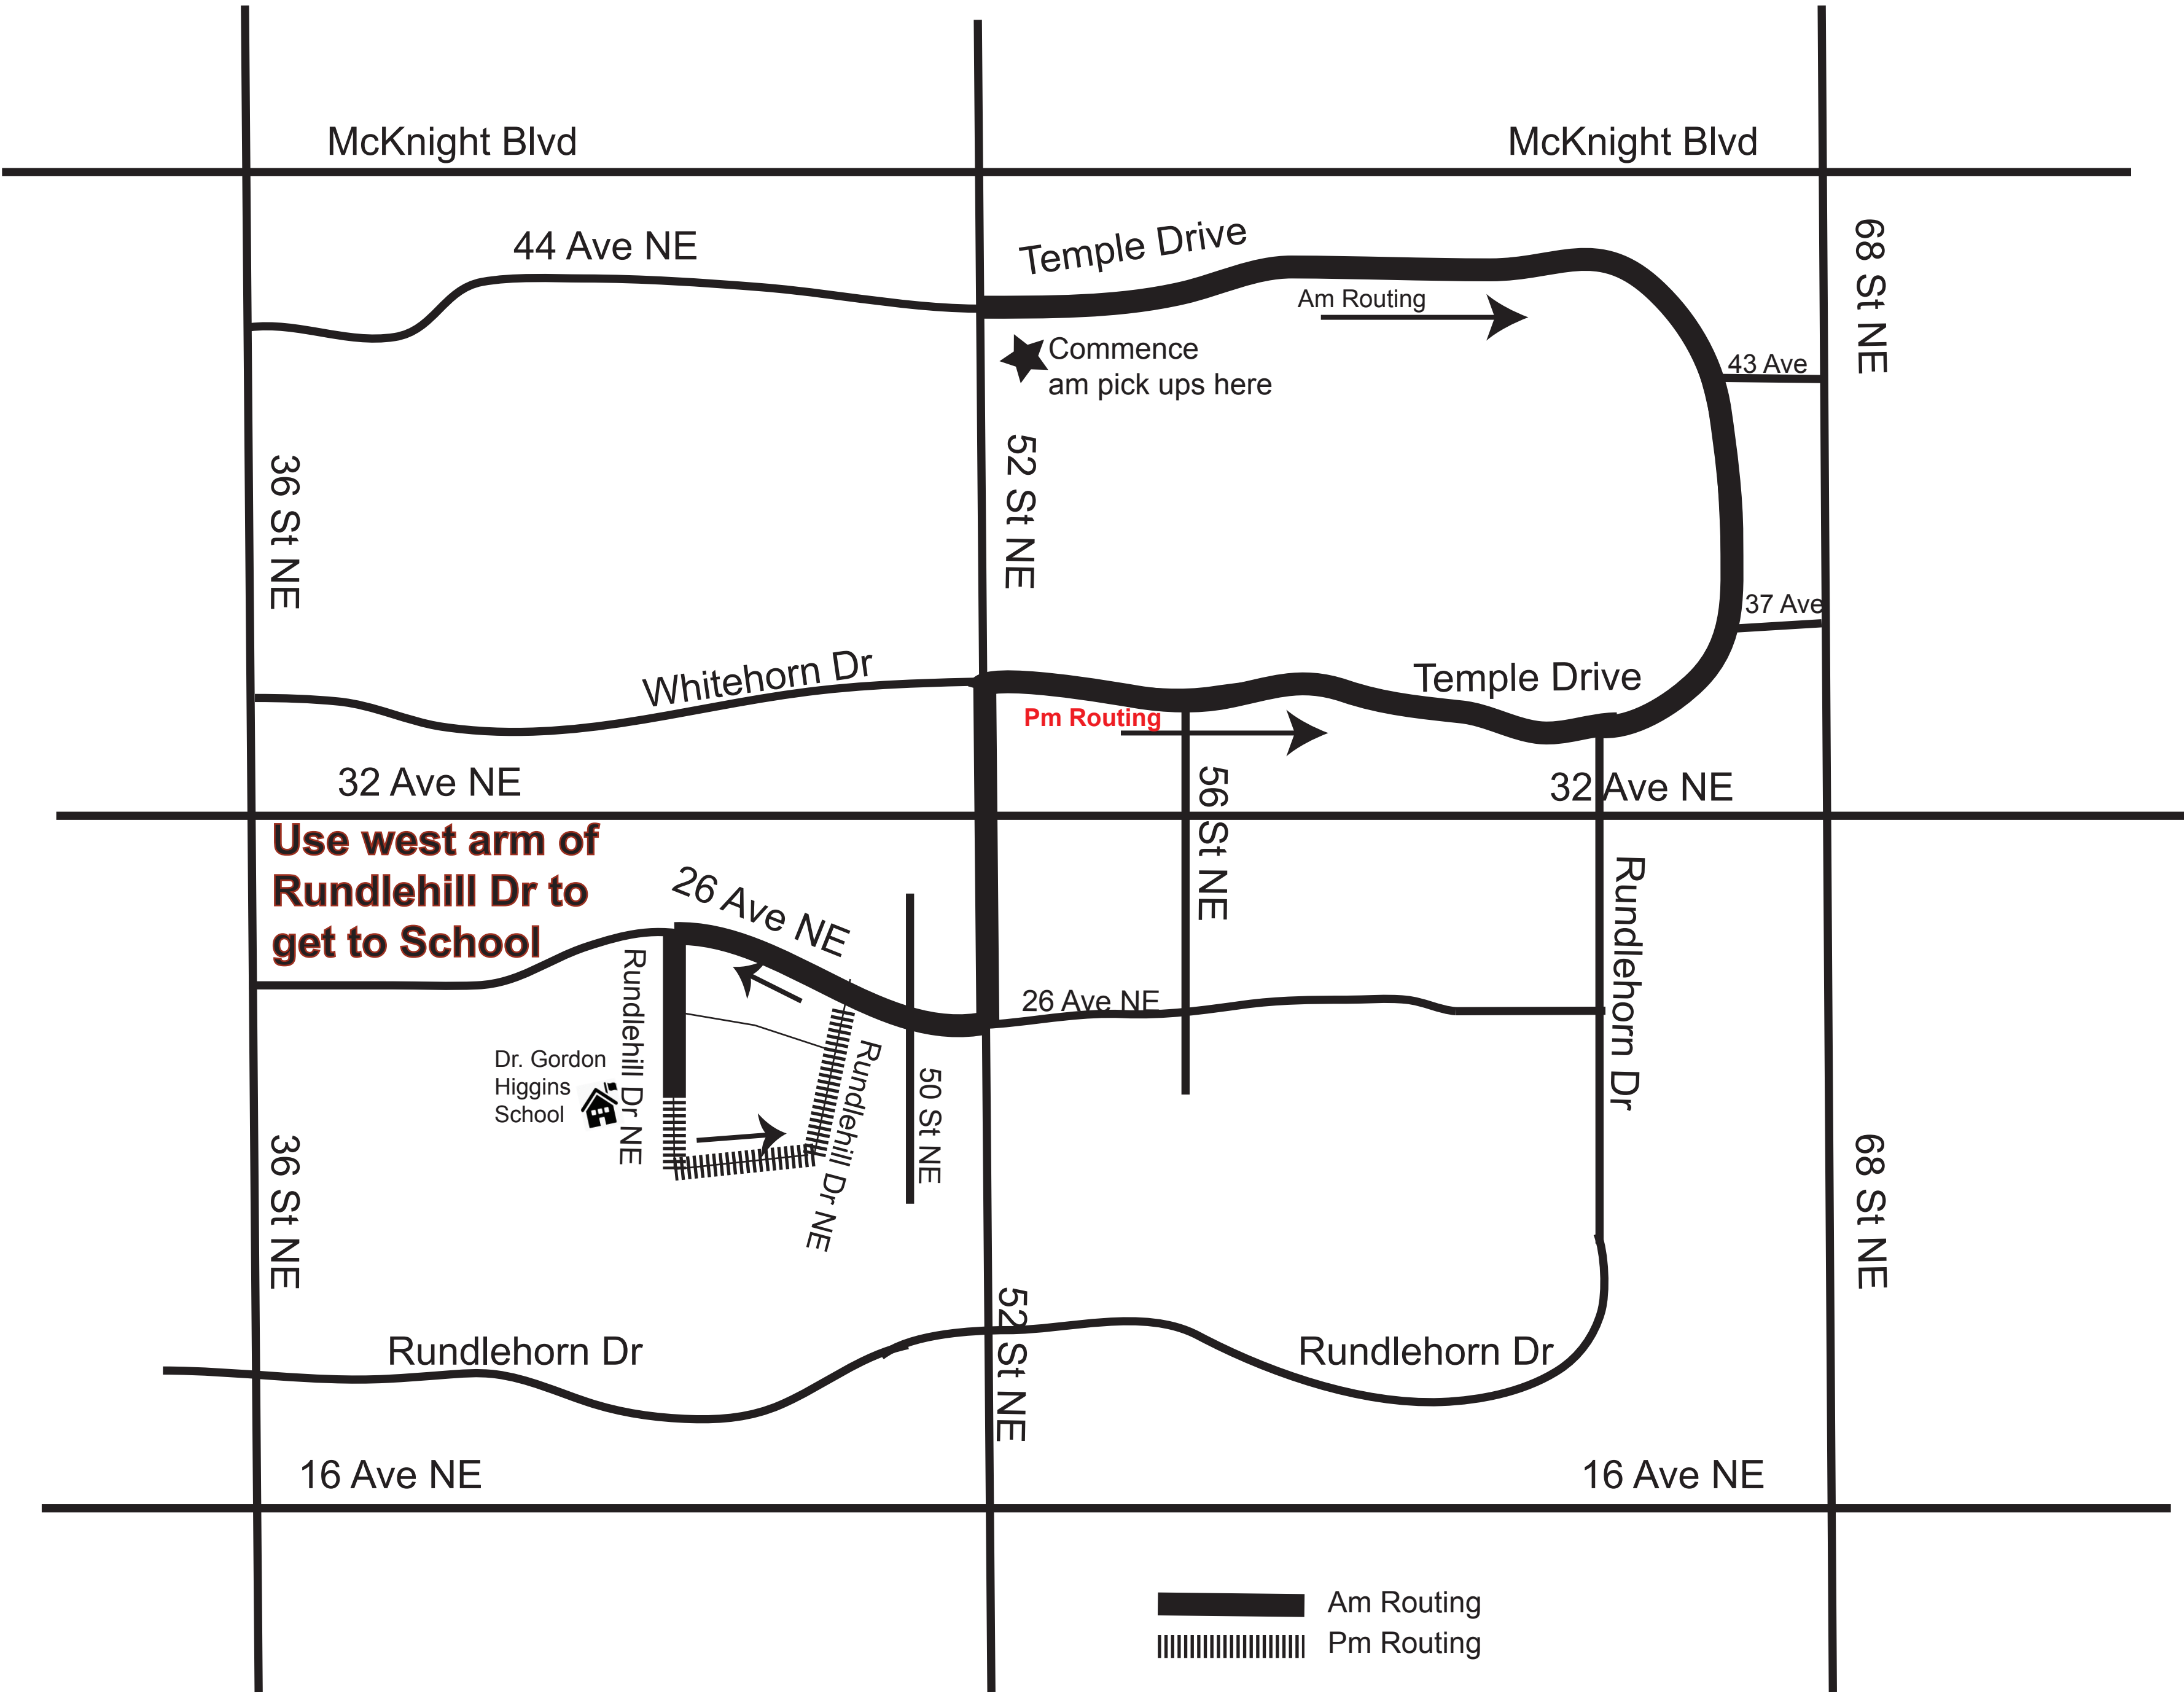 McKnight Blvd
McKnight Blvd
44 Ave NE
Temple Drive
68 St NE
Am Routing
Commence
am pick ups here
43 Ave
36 St NE
52 St NE
37 Ave
Whitehorn Dr
Temple Drive
Pm Routing
32 Ave NE
56 St NE
32 Ave NE
Use west arm of
Rundlehill Dr to
get to School
26 Ave NE
Rundlehorn Dr
Rundlehill Dr NE
26 Ave NE
Dr. Gordon
Higgins
School
Rundlehill Dr NE
50 St NE
36 St NE
68 St NE
52 St NE
Rundlehorn Dr
Rundlehorn Dr
16 Ave NE
16 Ave NE
Am Routing
Pm Routing